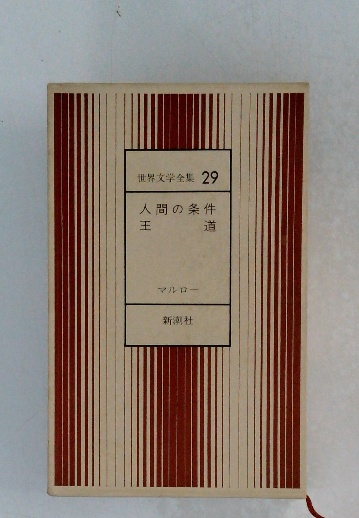 世界文学全集 29
人間の条件
王道
マルロー
新潮社